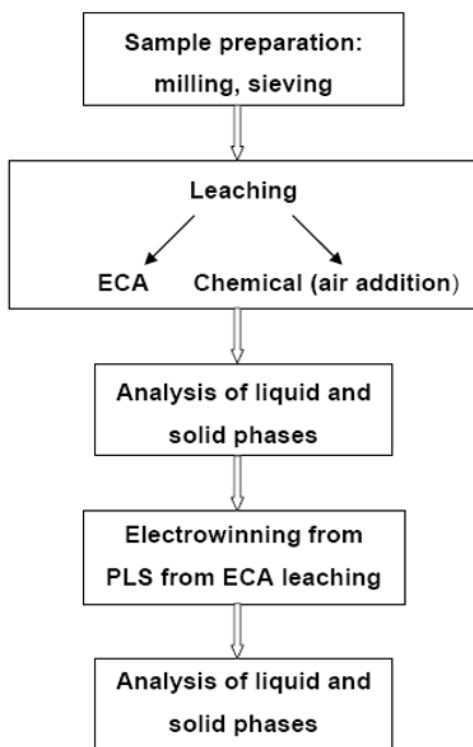 Sample preparation:
milling, sieving
Leaching
ECA
Chemical (air addition)
Analysis of liquid and
solid phases
Electrowinning from
PLS from ECA leaching
Analysis of liquid and
solid phases